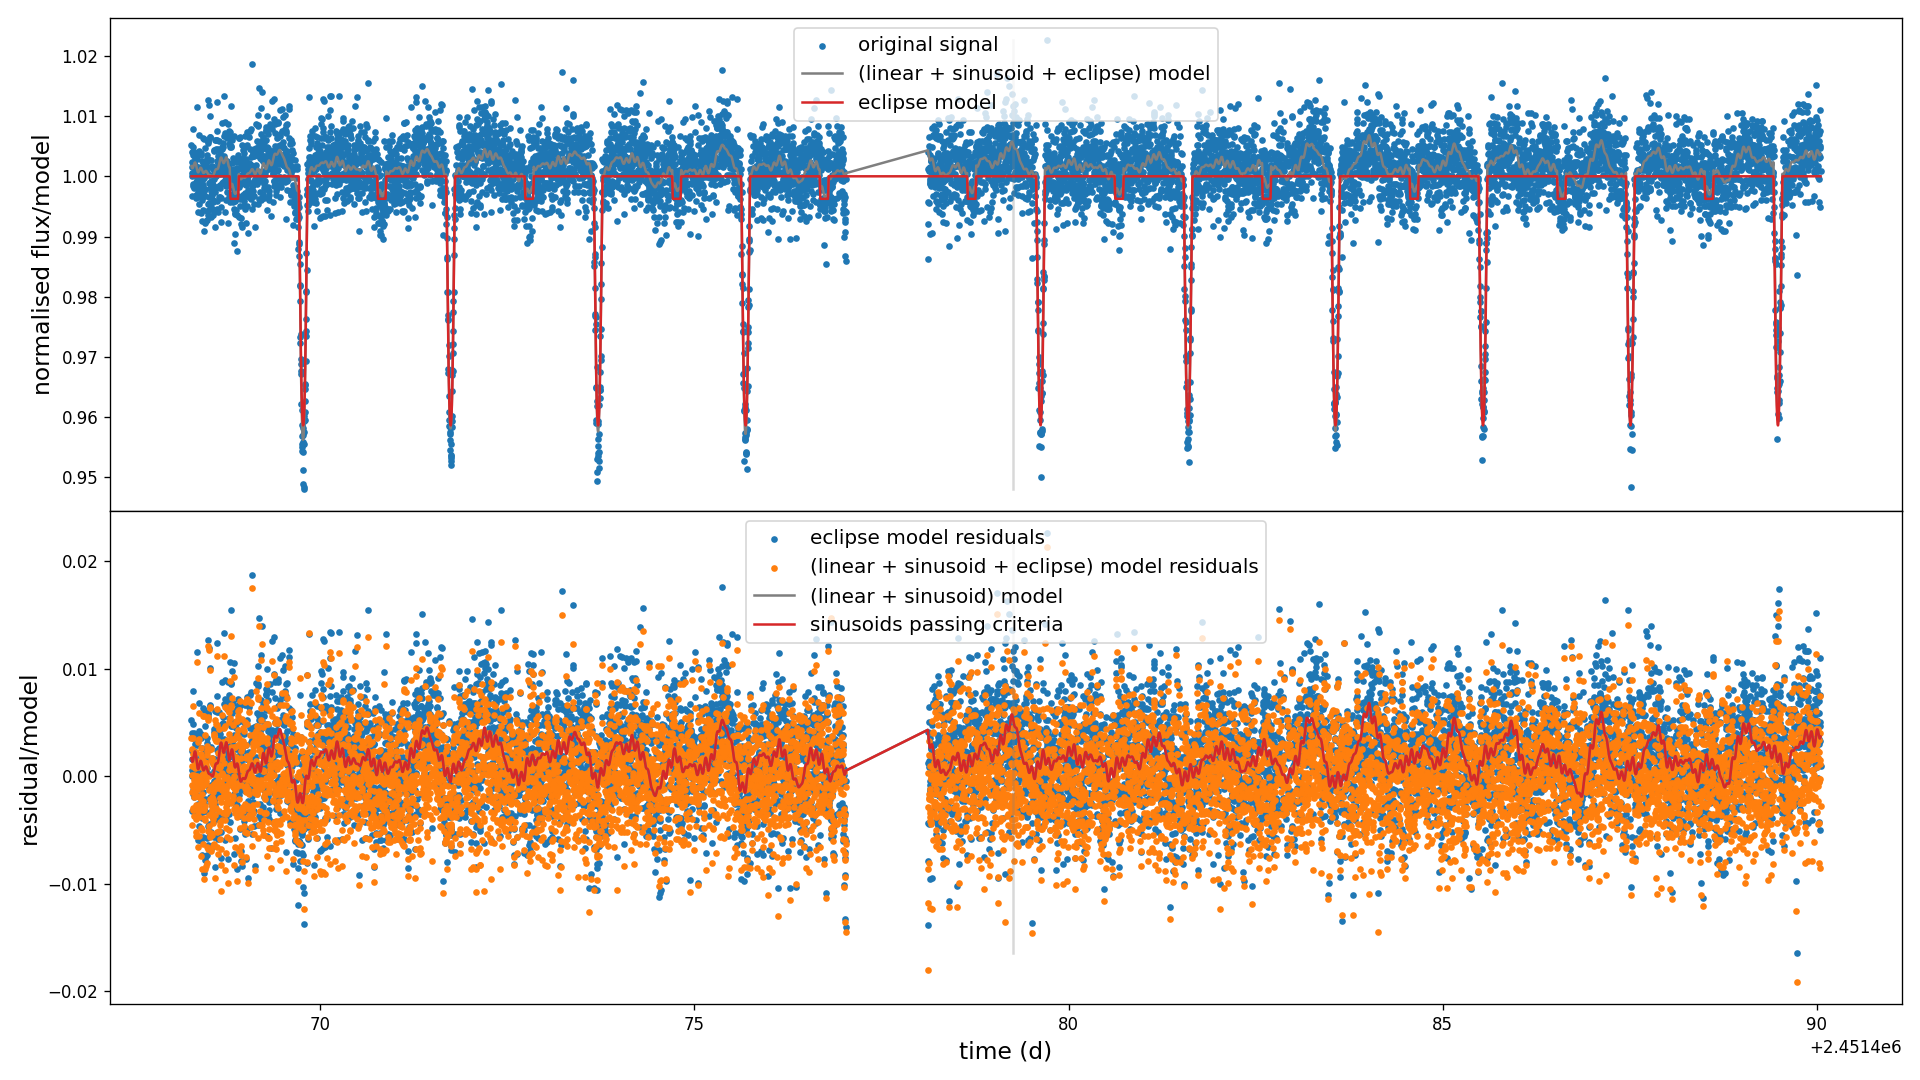 original signal
(linear + sinusoid + eclipse) model
eclipse model
1.02
1.01
1.00
0.99
0.98
0.97
0.96
0.95
normalised flux/model
eclipse model residuals
(linear + sinusoid + eclipse) model residuals
(linear + sinusoid) model
sinusoids passing criteria
0.02
0.01
0.00
−0.01
−0.02
residual/model
70
75
80
85
90
time (d)
+2.4514e6